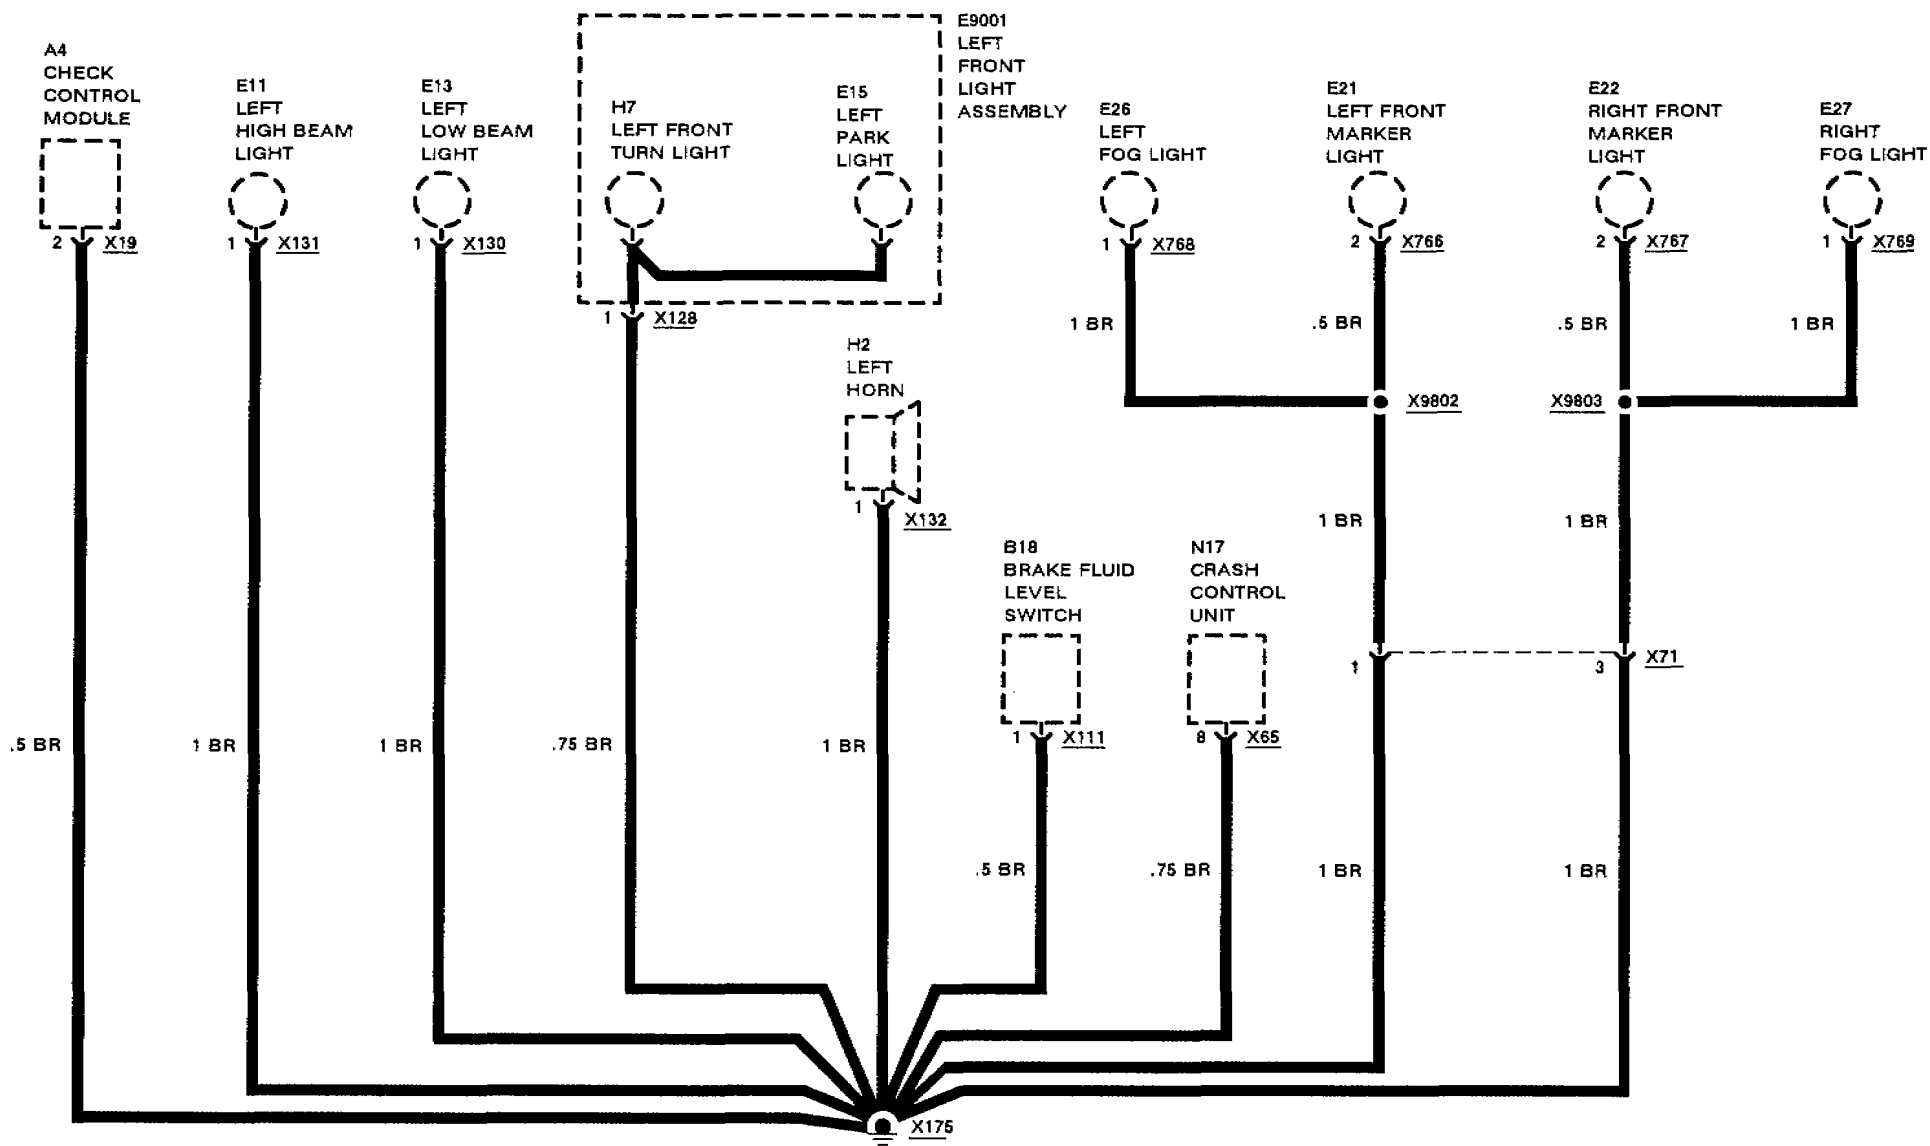 A4
CHECK
CONTROL
MODULE
2 X19
.5 BR
E11
LEFT
HIGH BEAM
LIGHT
1 X131
1 BR
E13
LEFT
LOW BEAM
LIGHT
1 X130
1 BR
E9001
LEFT
FRONT
LIGHT
ASSEMBLY
H7
LEFT FRONT
TURN LIGHT
E15
LEFT
PARK
LIGHT
1 X128
.75 BR
H2
LEFT
HORN
1 X132
1 BR
B18
BRAKE FLUID
LEVEL
SWITCH
1 X111
.5 BR
N17
CRASH
CONTROL
UNIT
8 X65
.75 BR
E26
LEFT
FOG LIGHT
1 X768
1 BR
E21
LEFT FRONT
MARKER
LIGHT
2 X766
.5 BR
X9802
1 BR
1
1 BR
E22
RIGHT FRONT
MARKER
LIGHT
2 X767
.5 BR
X9803
1 BR
3 X71
1 BR
E27
RIGHT
FOG LIGHT
1 X769
1 BR
X175